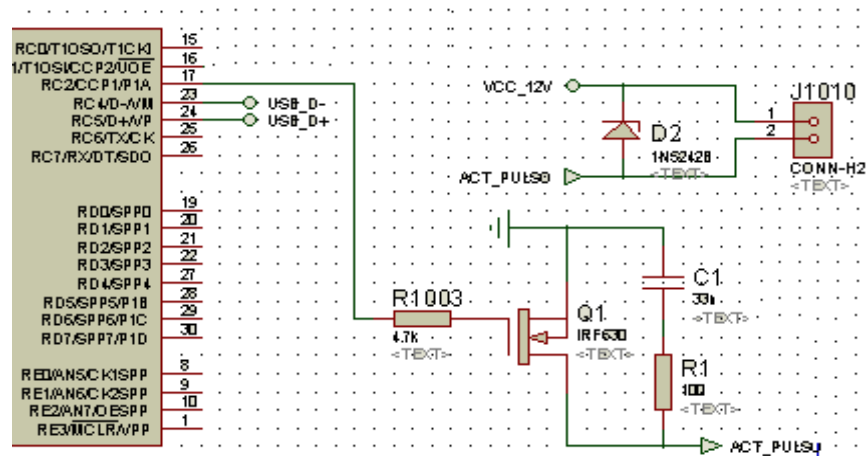 RC0/T1OSO/T1CKI 15
1/T1OSI/CCP2/UOE 16
RC2/CCP1/P1A 17
RC4/D-/VM 23
RC5/D+/VP 24
RC6/TX/CK 25
RC7/RX/DT/SDO 26
USB_D-
USB_D+
RD0/SPP0 19
RD1/SPP1 20
RD2/SPP2 21
RD3/SPP3 22
RD4/SPP4 27
RD5/SPP5/P1B 28
RD6/SPP6/P1C 29
RD7/SPP7/P1D 30
RE0/AN5/CK1SPP 8
RE1/AN6/CK2SPP 9
RE2/AN7/OESPP 10
RE3/MCLR/VPP 1
VCC_12V
J1010
1
2
D2
1N5242B
<TEXT>
CONN-H2
<TEXT>
ACT_PULSO
R1003
4.7k
<TEXT>
Q1
IRF630
<TEXT>
C1
<TEXT>
R1
100
<TEXT>